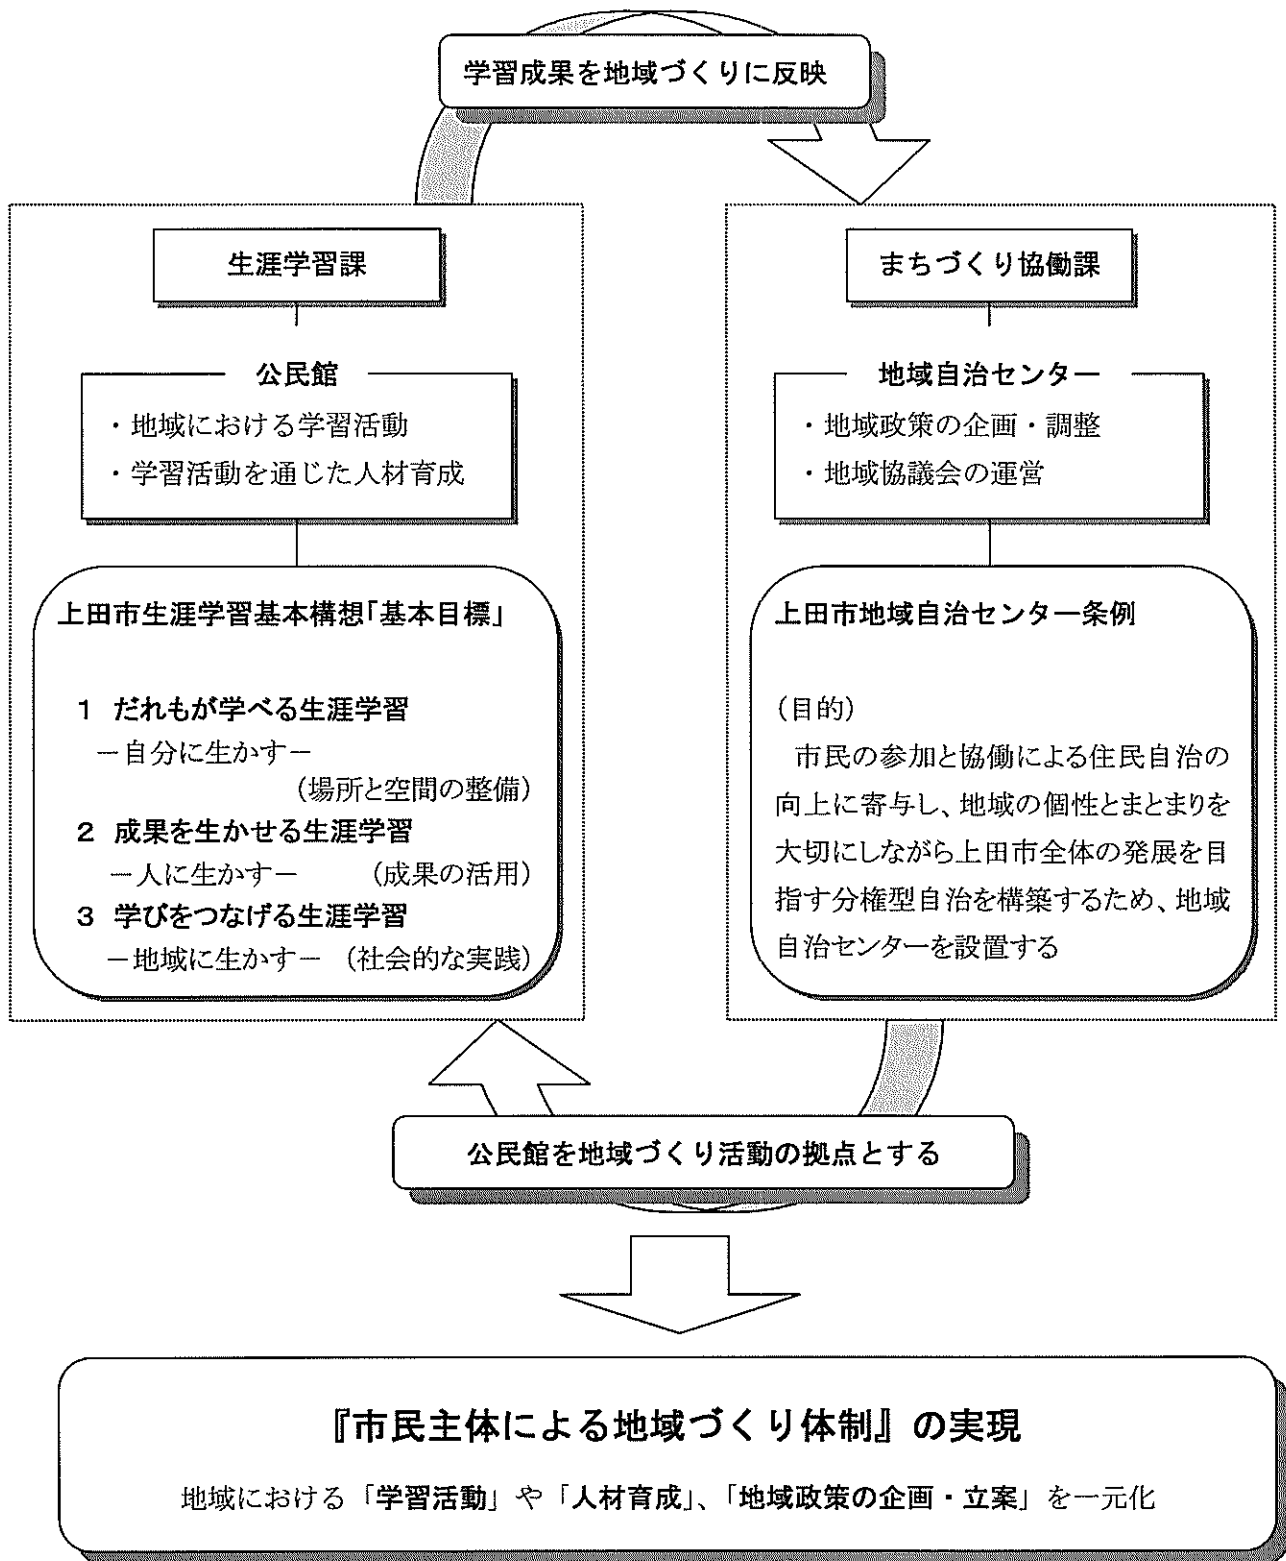 学習成果を地域づくりに反映
生涯学習課
公民館
・地域における学習活動
・学習活動を通じた人材育成
上田市生涯学習基本構想「基本目標」
1 だれもが学べる生涯学習
－自分に生かす－
(場所と空間の整備)
2 成果を生かせる生涯学習
－人に生かす－ (成果の活用)
3 学びをつなげる生涯学習
－地域に生かす－ (社会的な実践)
まちづくり協働課
地域自治センター
・地域政策の企画・調整
・地域協議会の運営
上田市地域自治センター条例
(目的)
市民の参加と協働による住民自治の
向上に寄与し、地域の個性とまとまりを
大切にしながら上田市全体の発展を目
指す分権型自治を構築するため、地域
自治センターを設置する
公民館を地域づくり活動の拠点とする
『市民主体による地域づくり体制』の実現
地域における「学習活動」や「人材育成」、「地域政策の企画・立案」を一元化